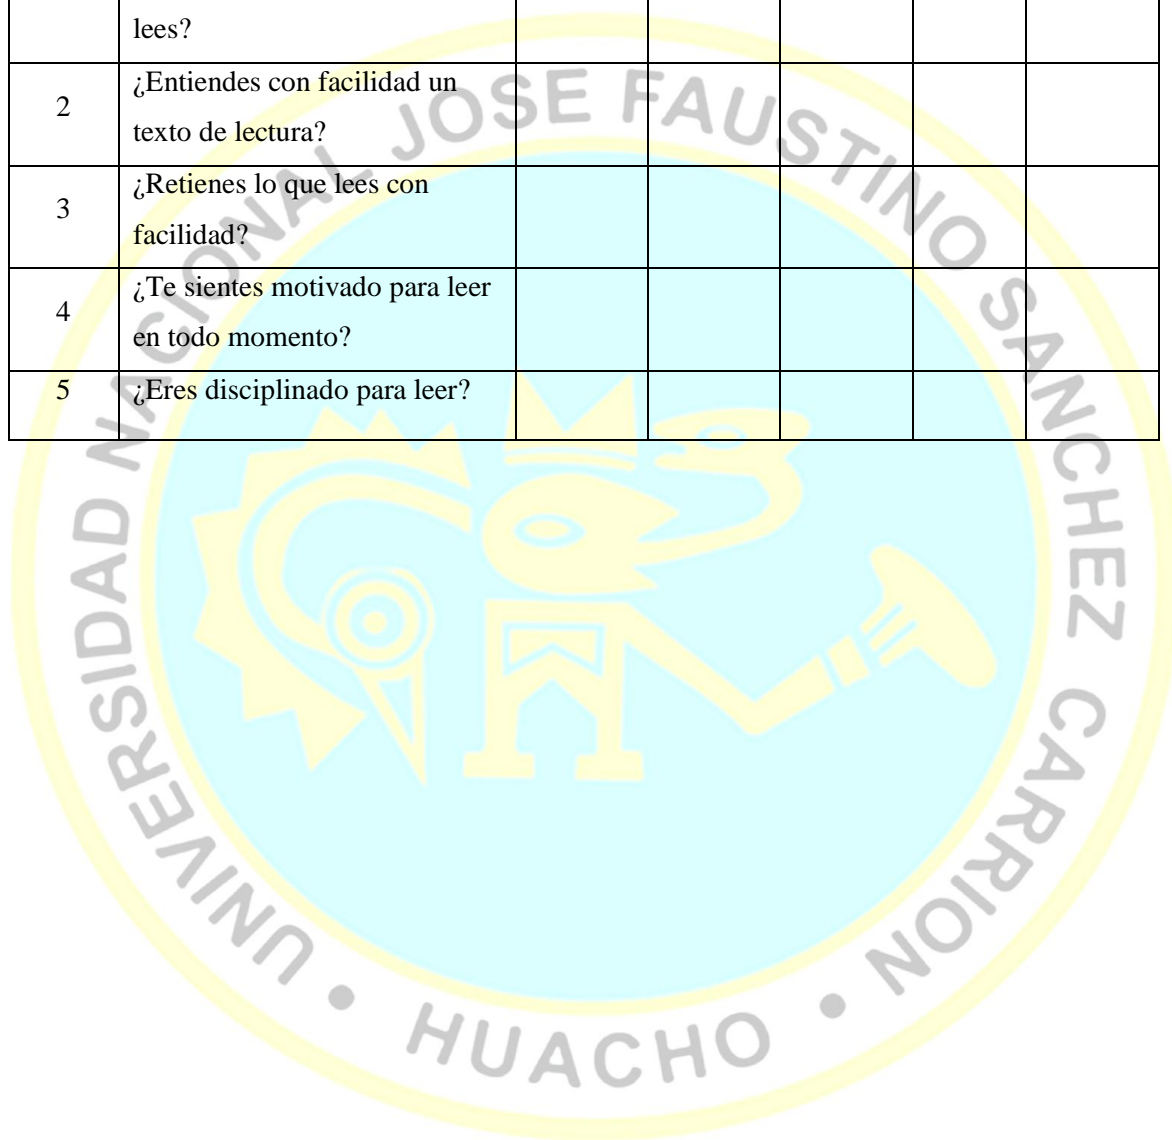 lees?
2 ¿Entiendes con facilidad un
texto de lectura?
3 ¿Retienes lo que lees con
facilidad?
4 ¿Te sientes motivado para leer
en todo momento?
5 ¿Eres disciplinado para leer?
UNIVERSIDAD NACIONAL JOSE FAUSTINO SANCHEZ CARRION • HUACHO •